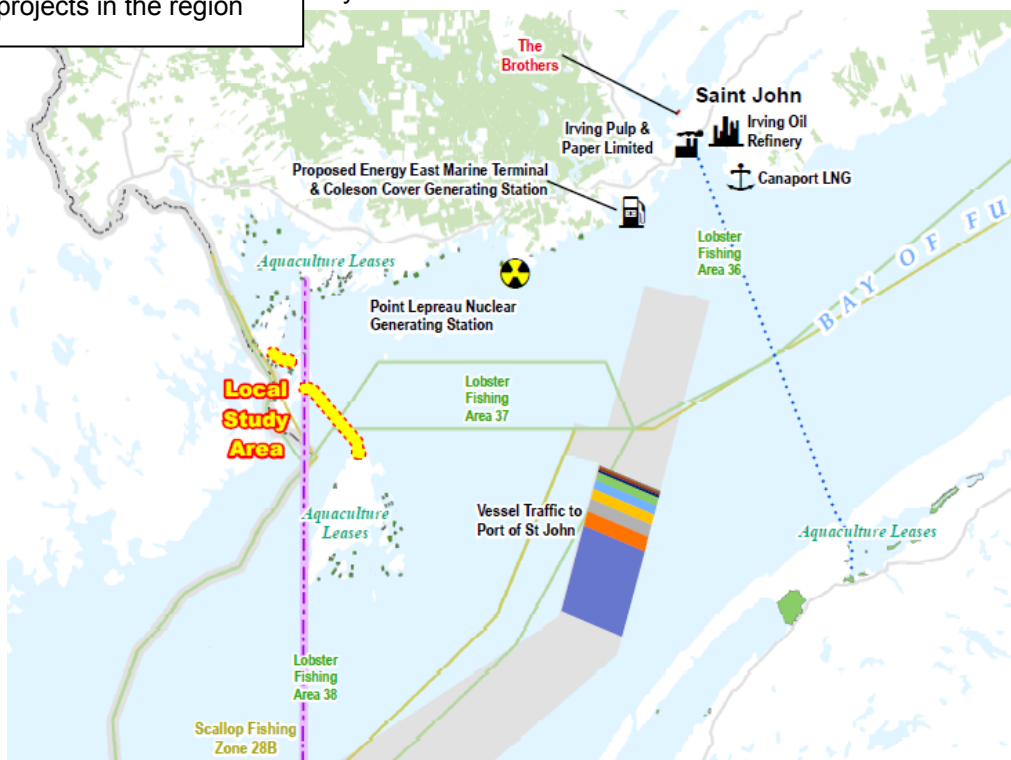 projects in the region
The
Brothers
Saint John
Irving Pulp &
Paper Limited
Irving Oil
Refinery
Proposed Energy East Marine Terminal
& Coleson Cover Generating Station
Canaport LNG
Lobster
Fishing
Area 36
Aquaculture Leases
BAY OF FU
Point Lepreau Nuclear
Generating Station
Local
Study
Area
Lobster
Fishing
Area 37
Vessel Traffic to
Port of St John
Aquaculture
Leases
Aquaculture Leases
Lobster
Fishing
Area 38
Scallop Fishing
Zone 28B